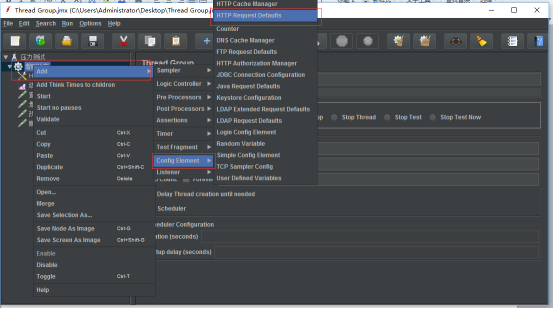 HTTP Cache Manager
Thread Group.jmx (C:\Users\Administrator\Desktop\Thread Group.j
HTTP Request Defaults
File Edit Search Run Options Help
Counter
DNS Cache Manager
FTP Request Defaults
HTTP Authorization Manager
JDBC Connection Configuration
Java Request Defaults
Keystore Configuration
LDAP Extended Request Defaults
LDAP Request Defaults
Login Config Element
Random Variable
Simple Config Element
TCP Sampler Config
User Defined Variables
压力测试
Thread Group
Add
Add Think Times to children
Start
Start no pauses
Validate
Cut Ctrl-X
Copy Ctrl-C
Paste Ctrl-V
Duplicate Ctrl+Shift-C
Remove Delete
Open...
Merge
Save Selection As...
Save Node As Image Ctrl-G
Save Screen As Image Ctrl+Shift-G
Enable
Disable
Toggle Ctrl-T
Help
Sampler
Logic Controller
Pre Processors
Post Processors
Assertions
Timer
Test Fragment
Config Element
Listener
Stop Thread Stop Test Stop Test Now
Delay Thread creation until needed
Scheduler
eduler Configuration
ation (seconds)
tup delay (seconds)